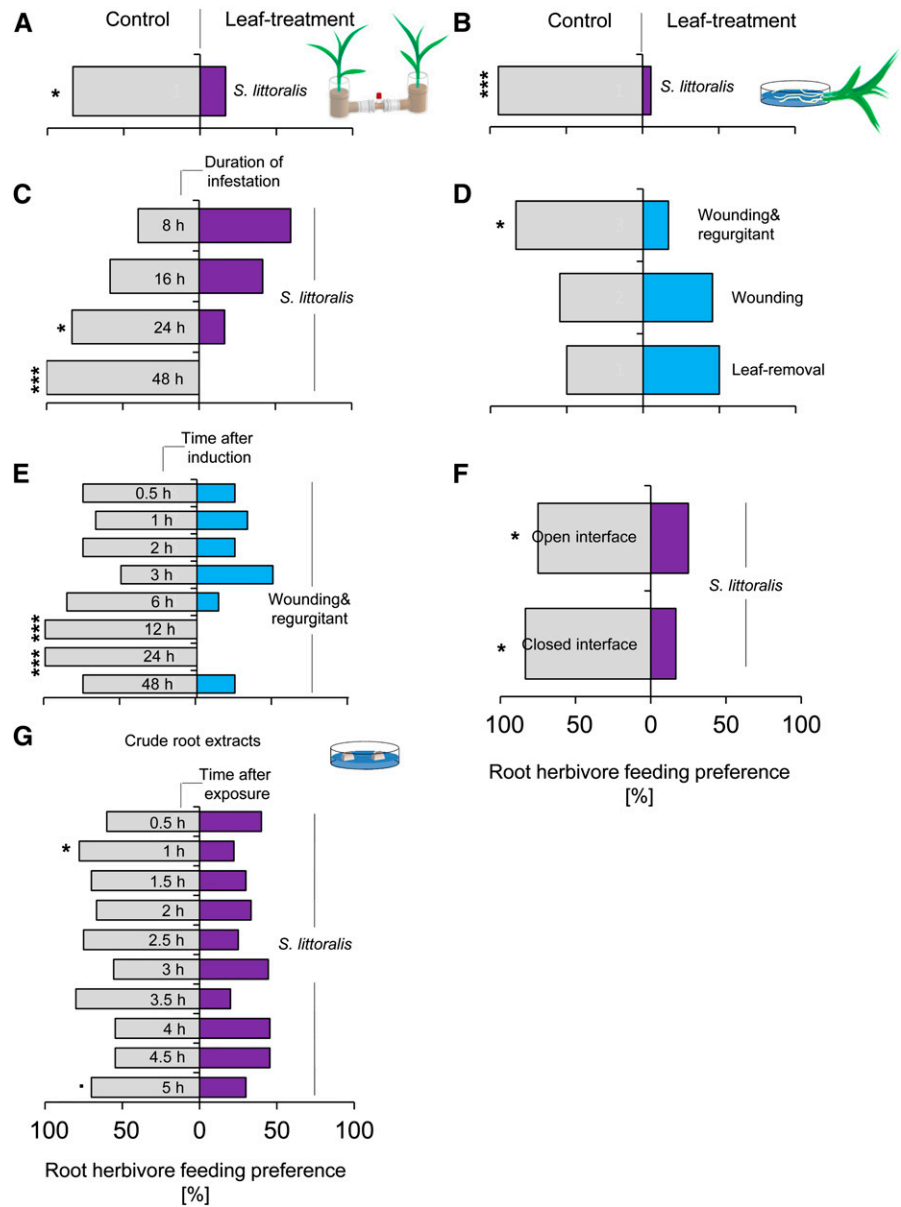 A
Control
Leaf-treatment
*
S. littoralis
B
Control
Leaf-treatment
***
S. littoralis
C
Duration of
infestation
8 h
16 h
* 24 h
*** 48 h
S. littoralis
D
*
Wounding&
regurgitant
Wounding
Leaf-removal
E
Time after
induction
0.5 h
1 h
2 h
3 h
6 h
*** 12 h
*** 24 h
48 h
Wounding&
regurgitant
F
* Open interface
* Closed interface
S. littoralis
100 50 0 50 100
Root herbivore feeding preference
[%]
G
Crude root extracts
Time after
exposure
0.5 h
* 1 h
1.5 h
2 h
2.5 h
3 h
3.5 h
4 h
4.5 h
. 5 h
S. littoralis
100 50 0 50 100
Root herbivore feeding preference
[%]